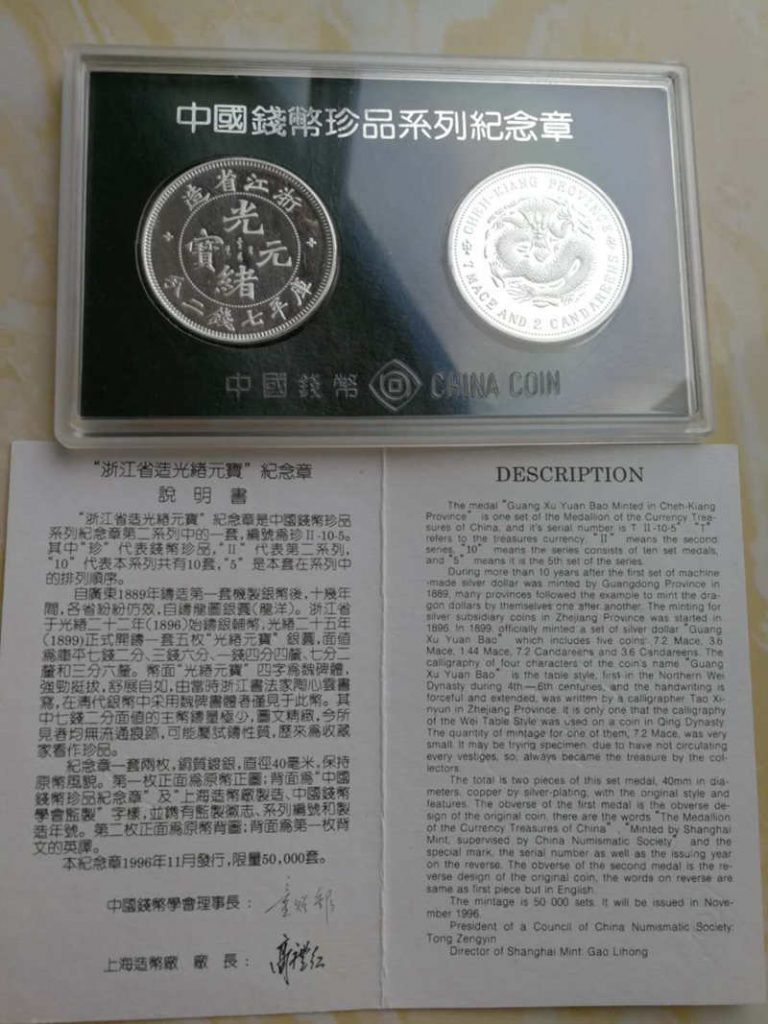 中國錢幣珍品系列紀念章
浙江省造
光緒元寶
庫平七錢二分
CHEH-KIANG PROVINCE
7 MACE AND 2 CANDAREENS
中國錢幣 CHINA COIN
"浙江省造光緒元寶"紀念章
說明書
"浙江省造光緒元寶"紀念章是中國錢幣珍品
系列紀念章第二系列中的一套,編號爲珍Ⅱ-10-5。
其中"珍"代表錢幣珍品,"Ⅱ"代表第二系列,
"10"代表本系列共有10套,"5"是本套在系列中
的排列順序。
自廣東1889年鑄造第一套機製銀幣後,十幾年
間,各省紛紛仿效,自鑄龍圖銀圓(龍洋)。浙江省
于光緒二十二年(1896)始鑄銀輔幣,光緒二十五年
(1899)正式開鑄一套五枚"光緒元寶"銀圓,面值
爲庫平七錢二分、三錢六分、一錢四分四釐、七分二
釐和三分六釐。幣面"光緒元寶"四字爲魏碑體,
強勁挺拔,舒展自如,由當時浙江書法家陶心雲書
寫,在清代銀幣中采用魏碑書體者僅見于此幣。其
中七錢二分面值的主幣鑄量極少,圖文精緻,今所
見者均無流通痕跡,可能屬試鑄性質,歷來爲收藏
家看作珍品。
紀念章一套兩枚,銅質鍍銀,直徑40毫米,保持
原幣風貌。第一枚正面爲原幣正圖;背面爲"中國
錢幣珍品紀念章"及"上海造幣廠製造、中國錢幣
學會監製"字樣,並鐫有監製徽志、系列編號和製
造年號。第二枚正面爲原幣背圖;背面爲第一枚背
文的英譯。
本紀念章1996年11月發行,限量50,000套。
中國錢幣學會理事長:
上海造幣廠 廠 長:
DESCRIPTION
The medal "Guang Xu Yuan Bao Minted in Cheh-Kiang
Province" is one set of the Medallion of the Currency Trea-
sures of China, and it's serial number is T Ⅱ-10-5 "T"
refers to the treasures currency, "Ⅱ" means the second
series, "10" means the series consists of ten set medals,
and "5" means it is the 5th set of the series.
During more than 10 years after the first set of machine
-made silver dollar was minted by Guangdong Province in
1889, many provinces followed the example to mint the dra-
gon dollars by themselves one after another. The minting for
silver subsidiary coins in Zhejiang Province was started in
1896. In 1899, officially minted a set of silver dollar "Guang
Xu Yuan Bao" which includes five coins: 7.2 Mace, 3.6
Mace, 1.44 Mace, 7.2 Candareens and 3.6 Candareens. The
calligraphy of four characters of the coin's name "Guang
Xu Yuan Bao" is the table style, first in the Northern Wei
Dynasty during 4th—6th centuries, and the handwriting is
forceful and extended, was written by a calligrapher Tao Xi-
nyun in Zhejiang Province. It is only one that the calligraphy
of the Wei Table Style was used on a coin in Qing Dynasty.
The quantity of mintage for one of them, 7.2 Mace, was very
small. It may be trying specimen, due to have not circulating
every vestiges, so, always became the treasure by the col-
lectors.
The total is two pieces of this set medal, 40mm in dia-
meters, copper by silver-plating, with the original style and
features. The obverse of the first medal is the obverse de-
sign of the original coin, there are the words "The Medallion
of the Currency Treasures of China", "Minted by Shanghai
Mint, supervised by China Numismatic Society" and the
special mark, the serial number as well as the issuing year
on the reverse. The obverse of the second medal is the re-
verse design of the original coin, the words on reverse are
same as first piece but in English.
The mintage is 50 000 sets. It will be issued in Nove-
mber 1996.
President of a Council of China Numismatic Society:
Tong Zengyin
Director of Shanghai Mint: Gao Lihong